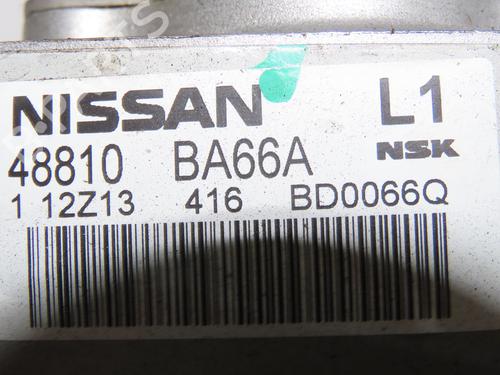 NISSAN L1
48810 BA66A NSK
1 12Z13 416 BD0066Q